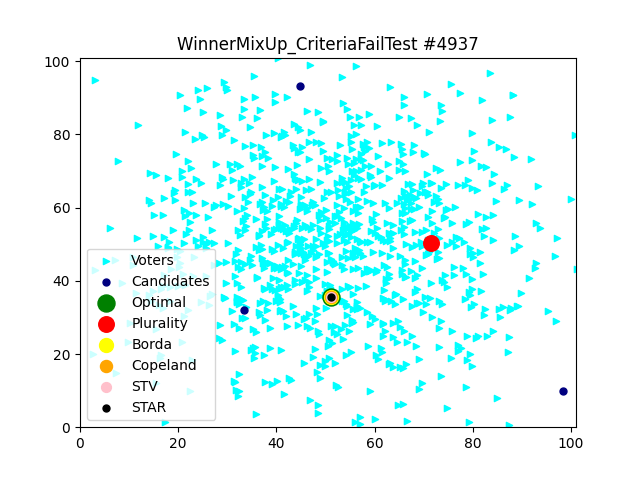 WinnerMixUp_CriteriaFailTest #4937
100
80
60
40
20
0
Voters
Candidates
Optimal
Plurality
Borda
Copeland
STV
STAR
0 20 40 60 80 100